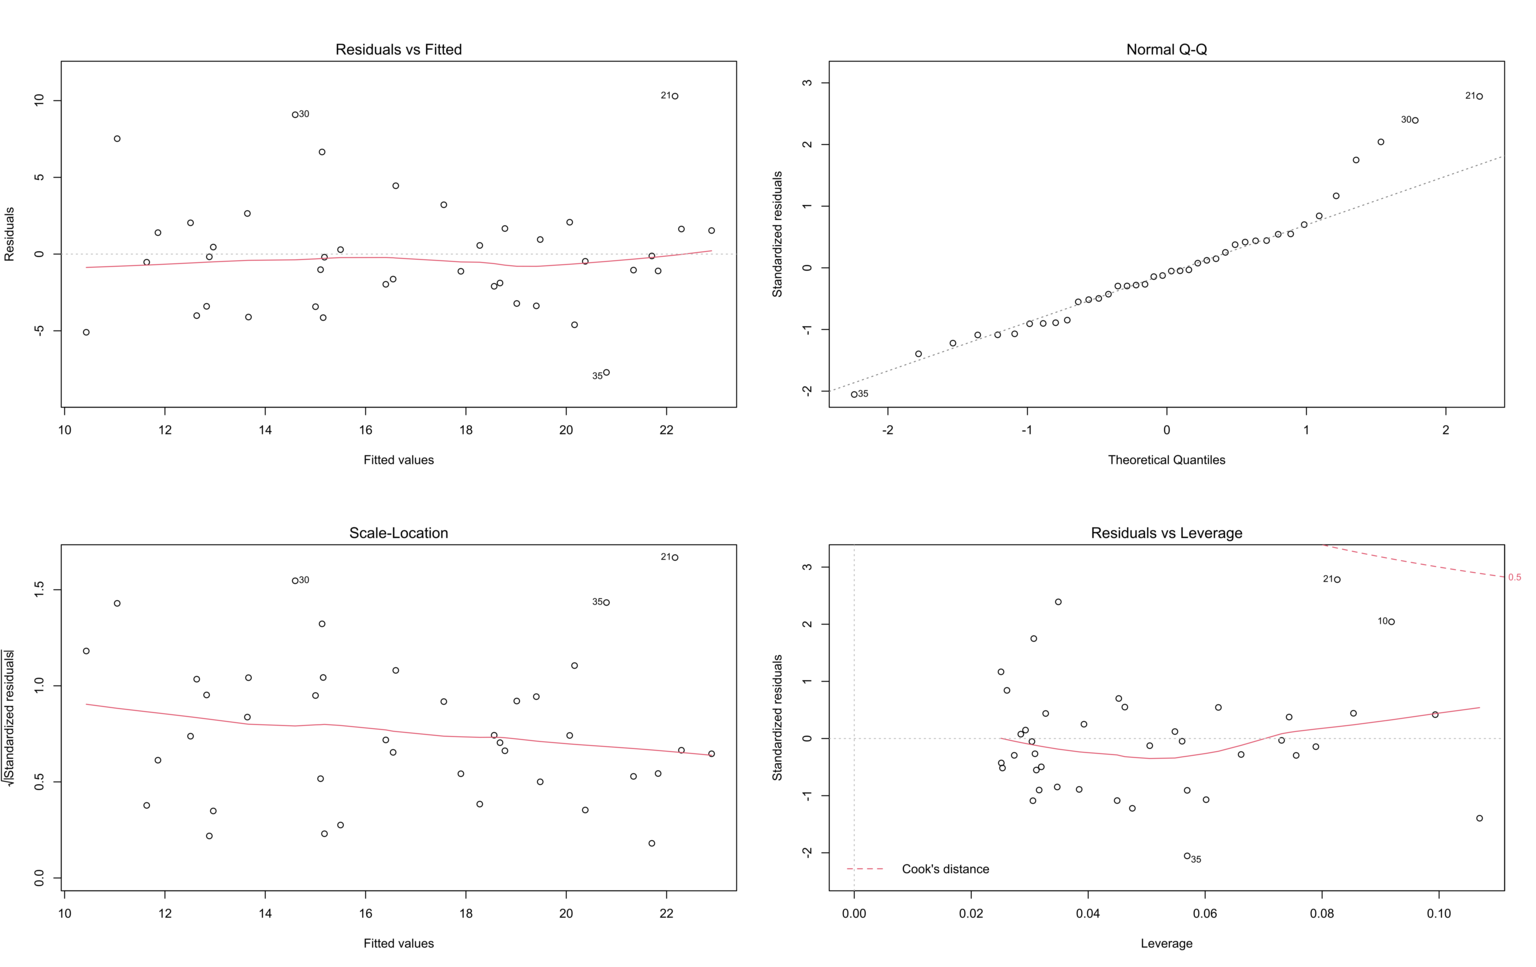 Residuals vs Fitted
Residuals
10
5
0
-5
21
30
35
10 12 14 16 18 20 22
Fitted values
Normal Q-Q
Standardized residuals
3
2
1
0
-1
-2
21
30
35
-2 -1 0 1 2
Theoretical Quantiles
Scale-Location
√|Standardized residuals|
1.5
1.0
0.5
0.0
21
30
35
10 12 14 16 18 20 22
Fitted values
Residuals vs Leverage
Standardized residuals
3
2
1
0
-1
-2
0.5
21
10
35
Cook's distance
0.00 0.02 0.04 0.06 0.08 0.10
Leverage